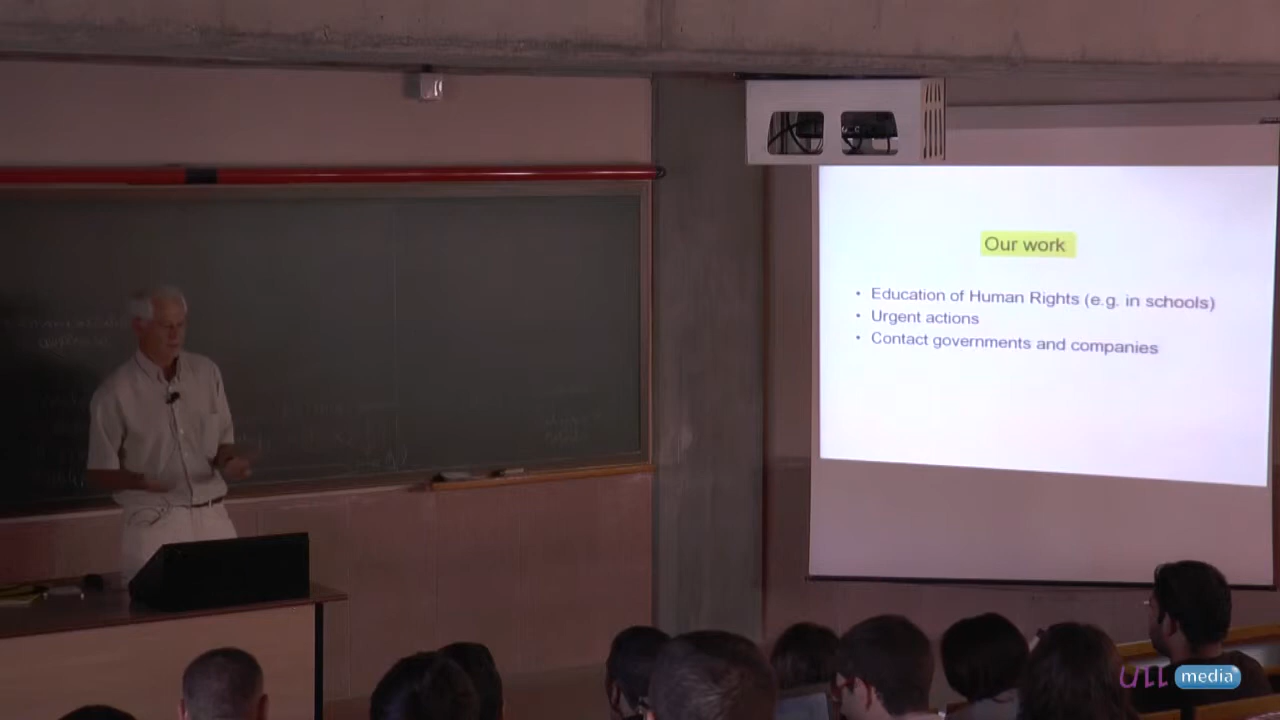 Our work
• Education of Human Rights (e.g. in schools)
• Urgent actions
• Contact governments and companies
ULL media